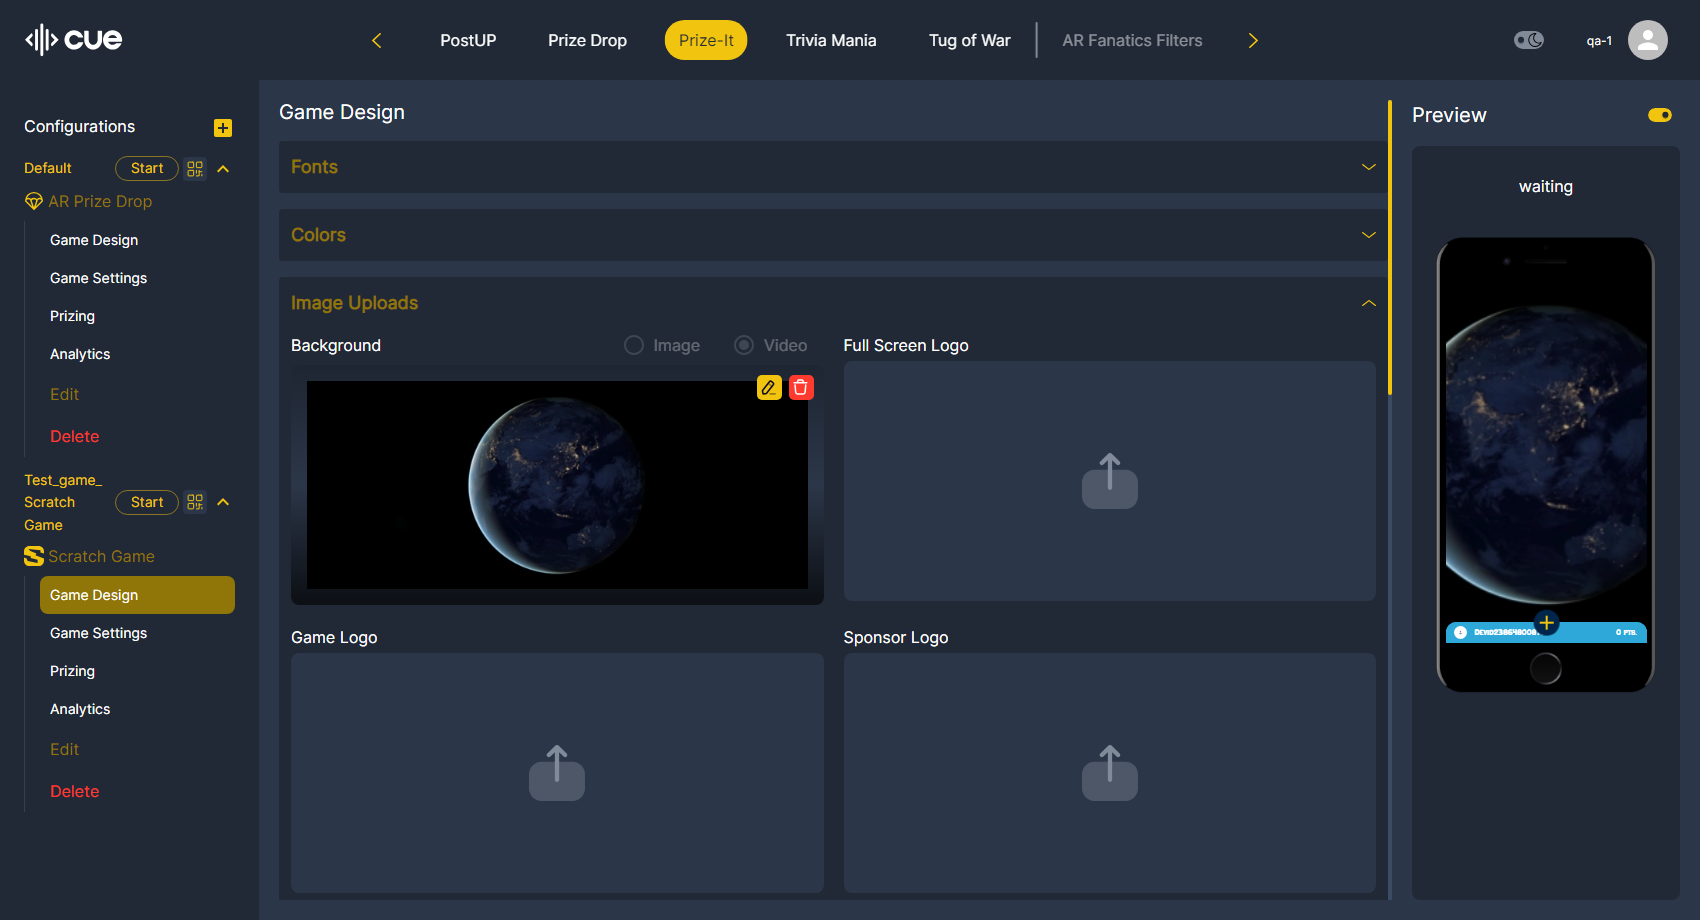 cue
PostUP
Prize Drop
Prize-It
Trivia Mania
Tug of War
AR Fanatics Filters
qa-1
Configurations
Default
Start
AR Prize Drop
Game Design
Game Settings
Prizing
Analytics
Edit
Delete
Test_game_
Scratch
Game
Start
Scratch Game
Game Design
Game Settings
Prizing
Analytics
Edit
Delete
Game Design
Fonts
Colors
Image Uploads
Background
Image
Video
Full Screen Logo
Game Logo
Sponsor Logo
Preview
waiting
0 PTS.